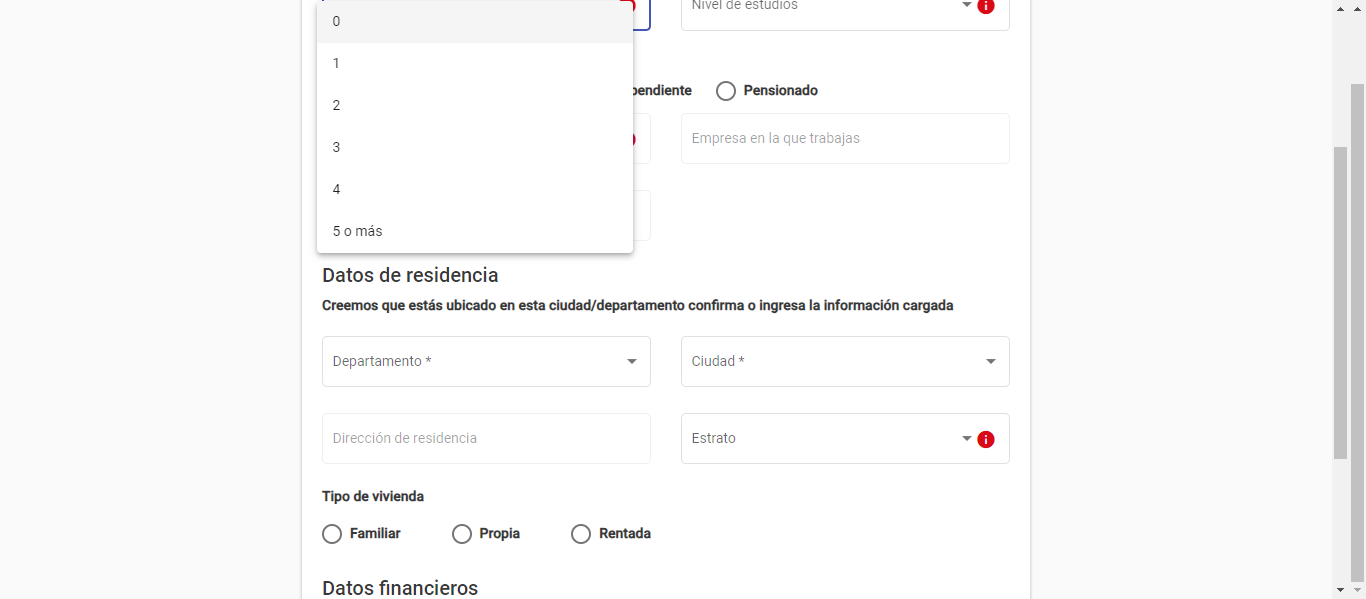 0
Nivel de estudios
1
pendiente
Pensionado
2
3
Empresa en la que trabajas
4
5 o más
Datos de residencia
Creemos que estás ubicado en esta ciudad/departamento confirma o ingresa la información cargada
Departamento *
Ciudad *
Dirección de residencia
Estrato
Tipo de vivienda
Familiar
Propia
Rentada
Datos financieros